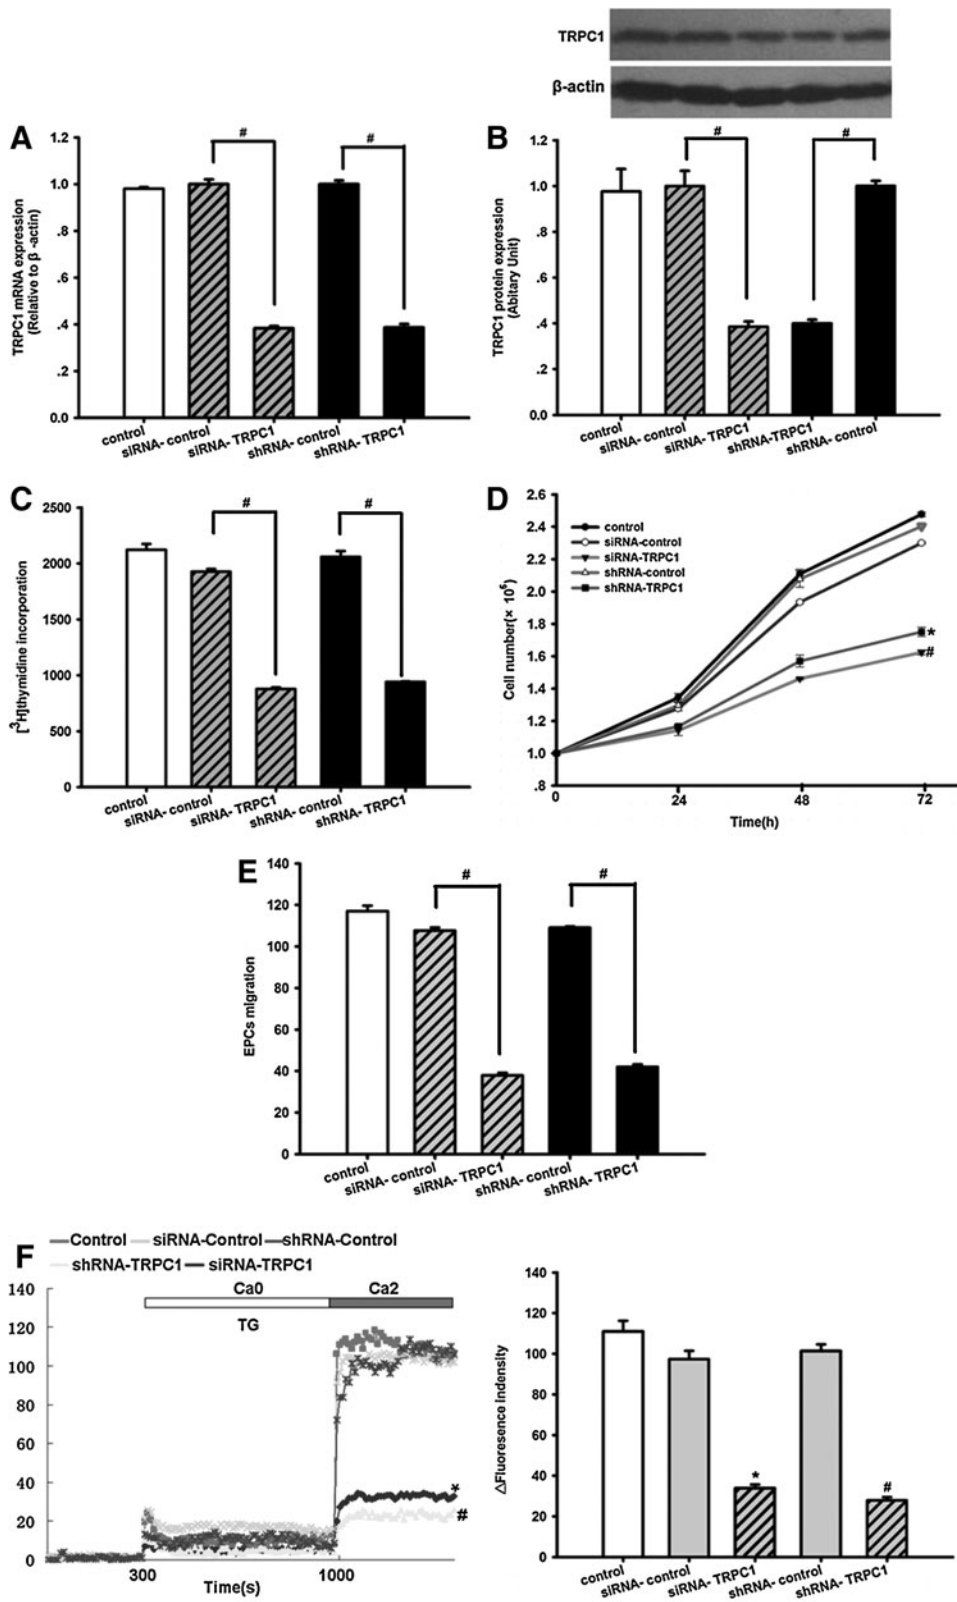 TRPC1
β-actin
A
B
1.2
1.0
.8
.6
.4
.2
0.0
TRPC1 mRNA expression
(Relative to β -actin)
#
#
control
siRNA- control
siRNA- TRPC1
shRNA- control
shRNA- TRPC1
1.2
1.0
.8
.6
.4
.2
0.0
TRPC1 protein expression
(Abitary Unit)
#
#
control
siRNA- control
siRNA- TRPC1
shRNA-TRPC1
shRNA- control
C
D
2500
2000
1500
1000
500
0
[³H]thymidine incorporation
#
#
control
siRNA- control
siRNA- TRPC1
shRNA- control
shRNA- TRPC1
2.6
2.4
2.2
2.0
1.8
1.6
1.4
1.2
1.0
.8
Cell number(× 10⁶)
control
siRNA-control
siRNA-TRPC1
shRNA-control
shRNA-TRPC1
*
#
0
24
48
72
Time(h)
E
140
120
100
80
60
40
20
0
EPCs migration
#
#
control
siRNA- control
siRNA- TRPC1
shRNA- control
shRNA- TRPC1
F
Control
siRNA-Control
shRNA-Control
shRNA-TRPC1
siRNA-TRPC1
140
120
100
80
60
40
20
0
Ca0
Ca2
TG
*
#
300
1000
Time(s)
140
120
100
80
60
40
20
0
△Fluoresence Indensity
*
#
control
siRNA- control
siRNA- TRPC1
shRNA- control
shRNA- TRPC1